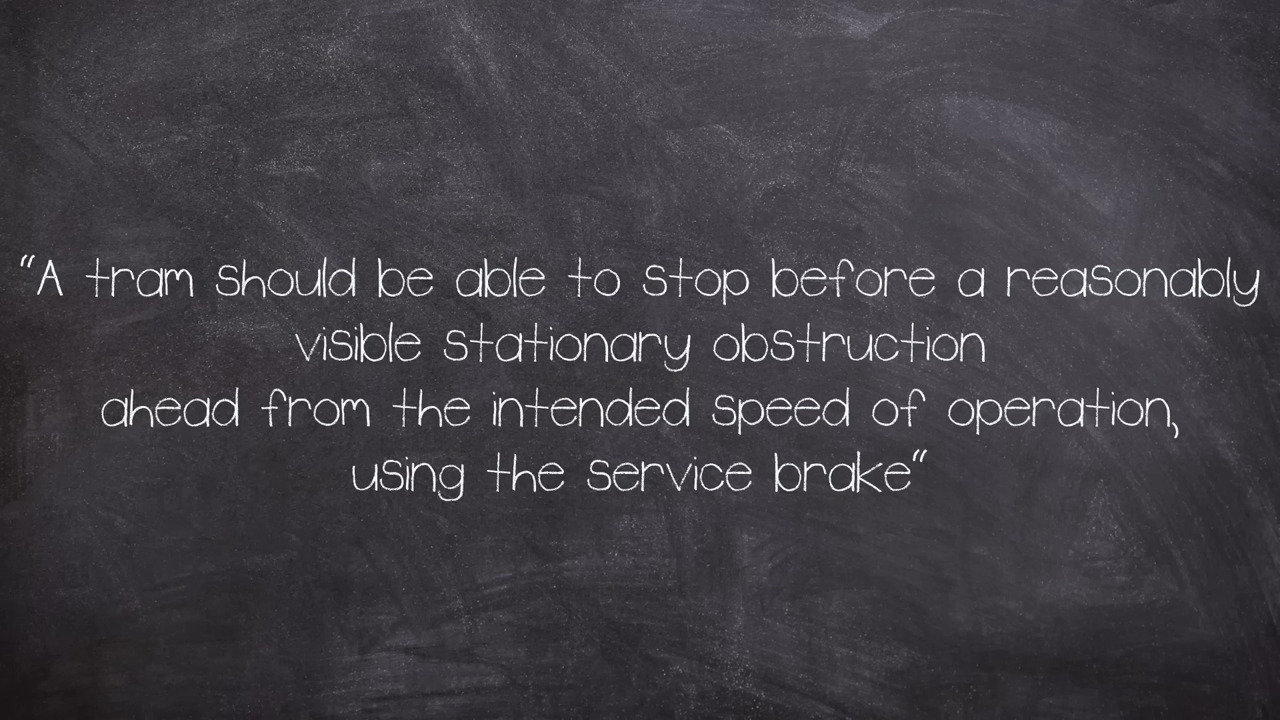 “A tram should be able to stop before a reasonably
visible stationary obstruction
ahead from the intended speed of operation,
using the service brake“